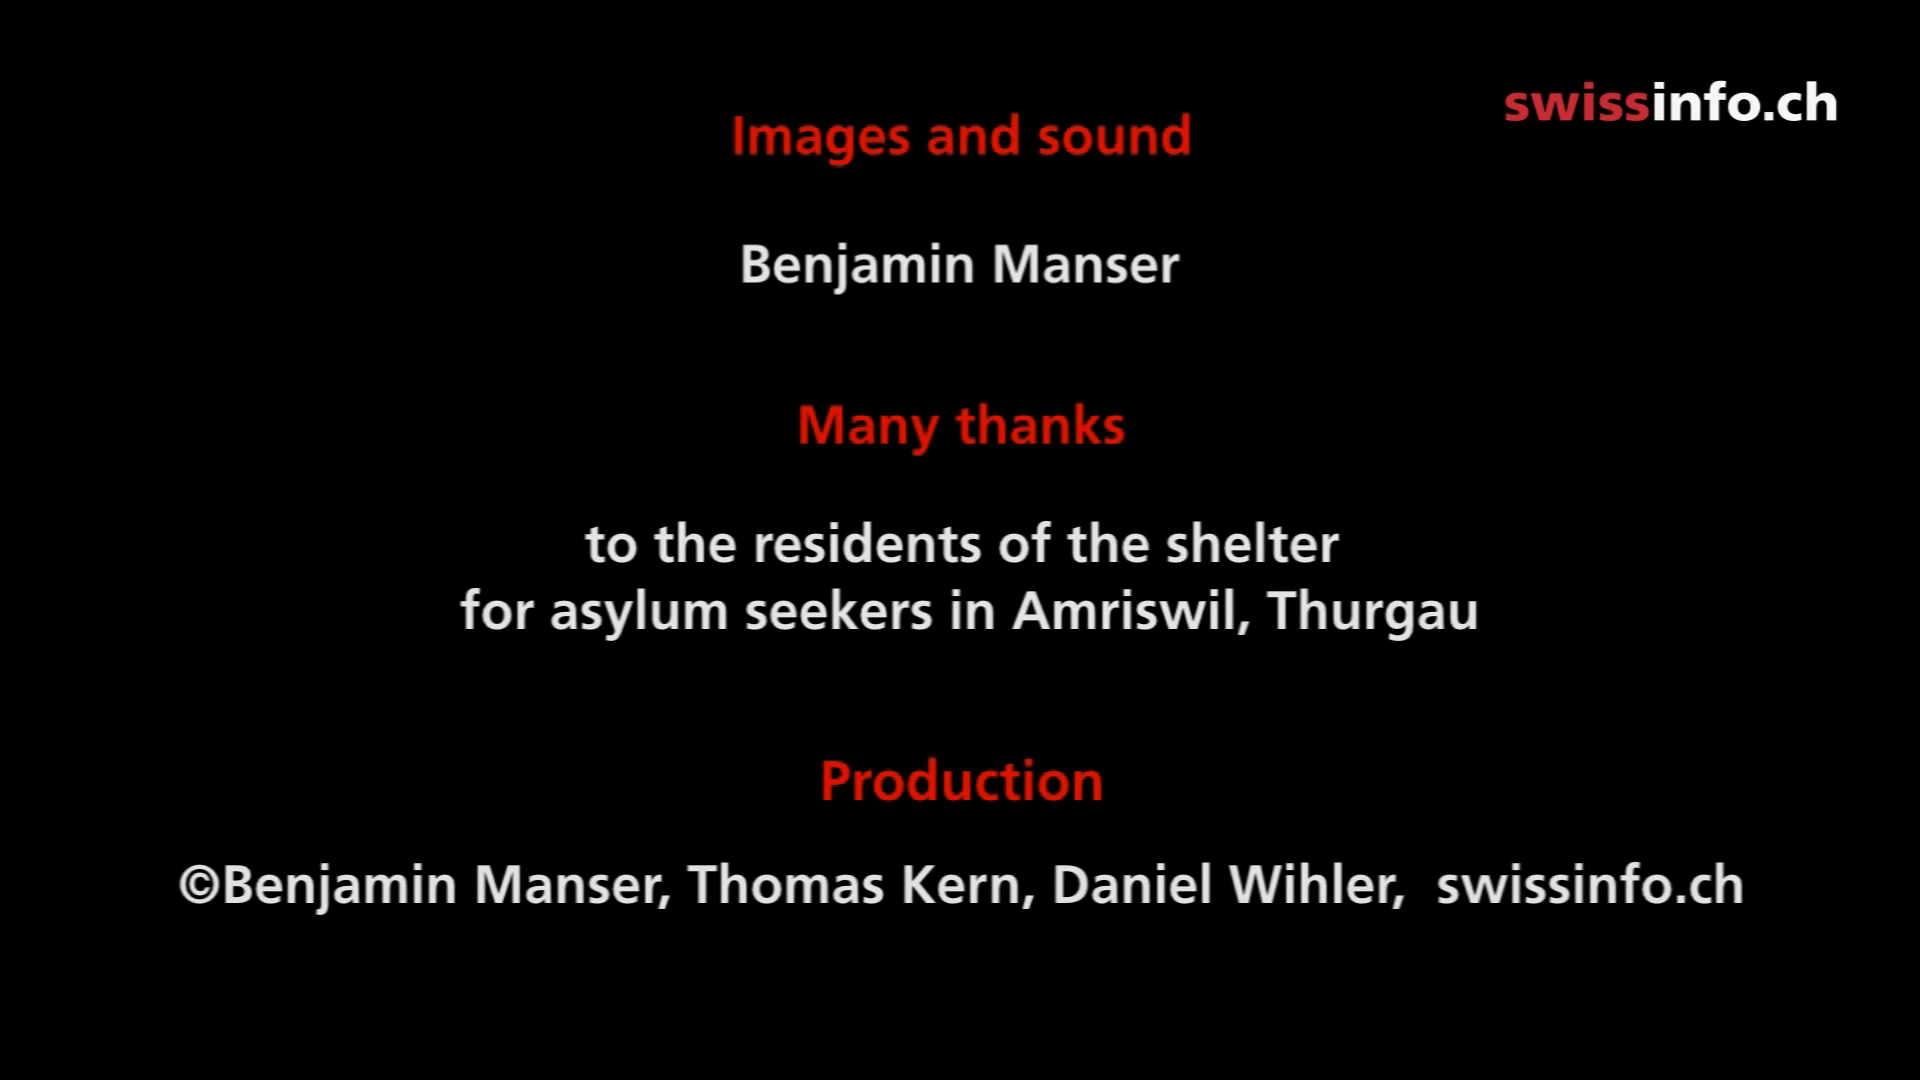 swissinfo.ch
Images and sound
Benjamin Manser
Many thanks
to the residents of the shelter
for asylum seekers in Amriswil, Thurgau
Production
©Benjamin Manser, Thomas Kern, Daniel Wihler,  swissinfo.ch